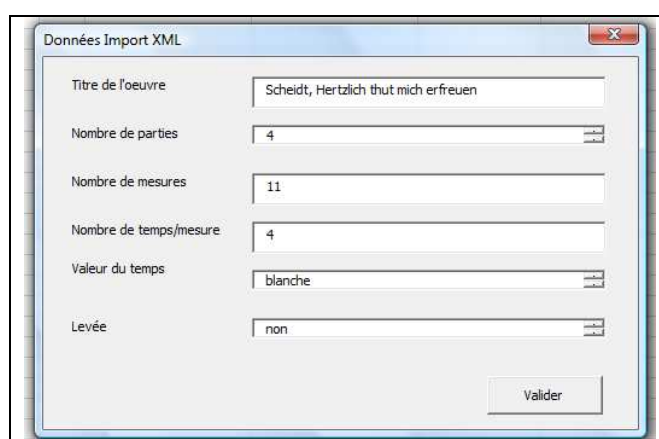 Données Import XML
Titre de l'oeuvre Scheidt, Hertzlich thut mich erfreuen
Nombre de parties 4
Nombre de mesures 11
Nombre de temps/mesure 4
Valeur du temps blanche
Levée non
Valider